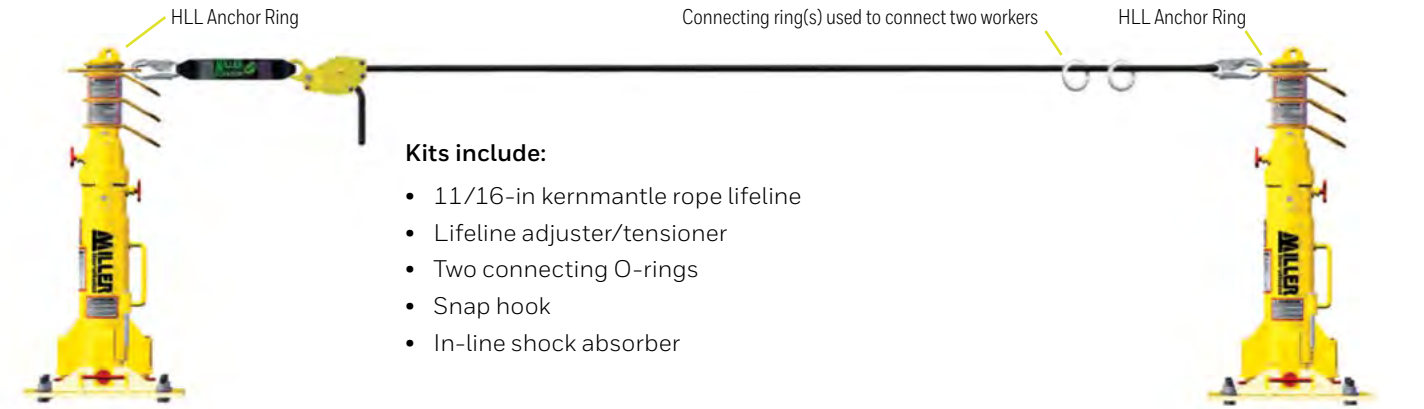 HLL Anchor Ring
Connecting ring(s) used to connect two workers
HLL Anchor Ring
Kits include:
• 11/16-in kernmantle rope lifeline
• Lifeline adjuster/tensioner
• Two connecting O-rings
• Snap hook
• In-line shock absorber
MILLER
MILLER